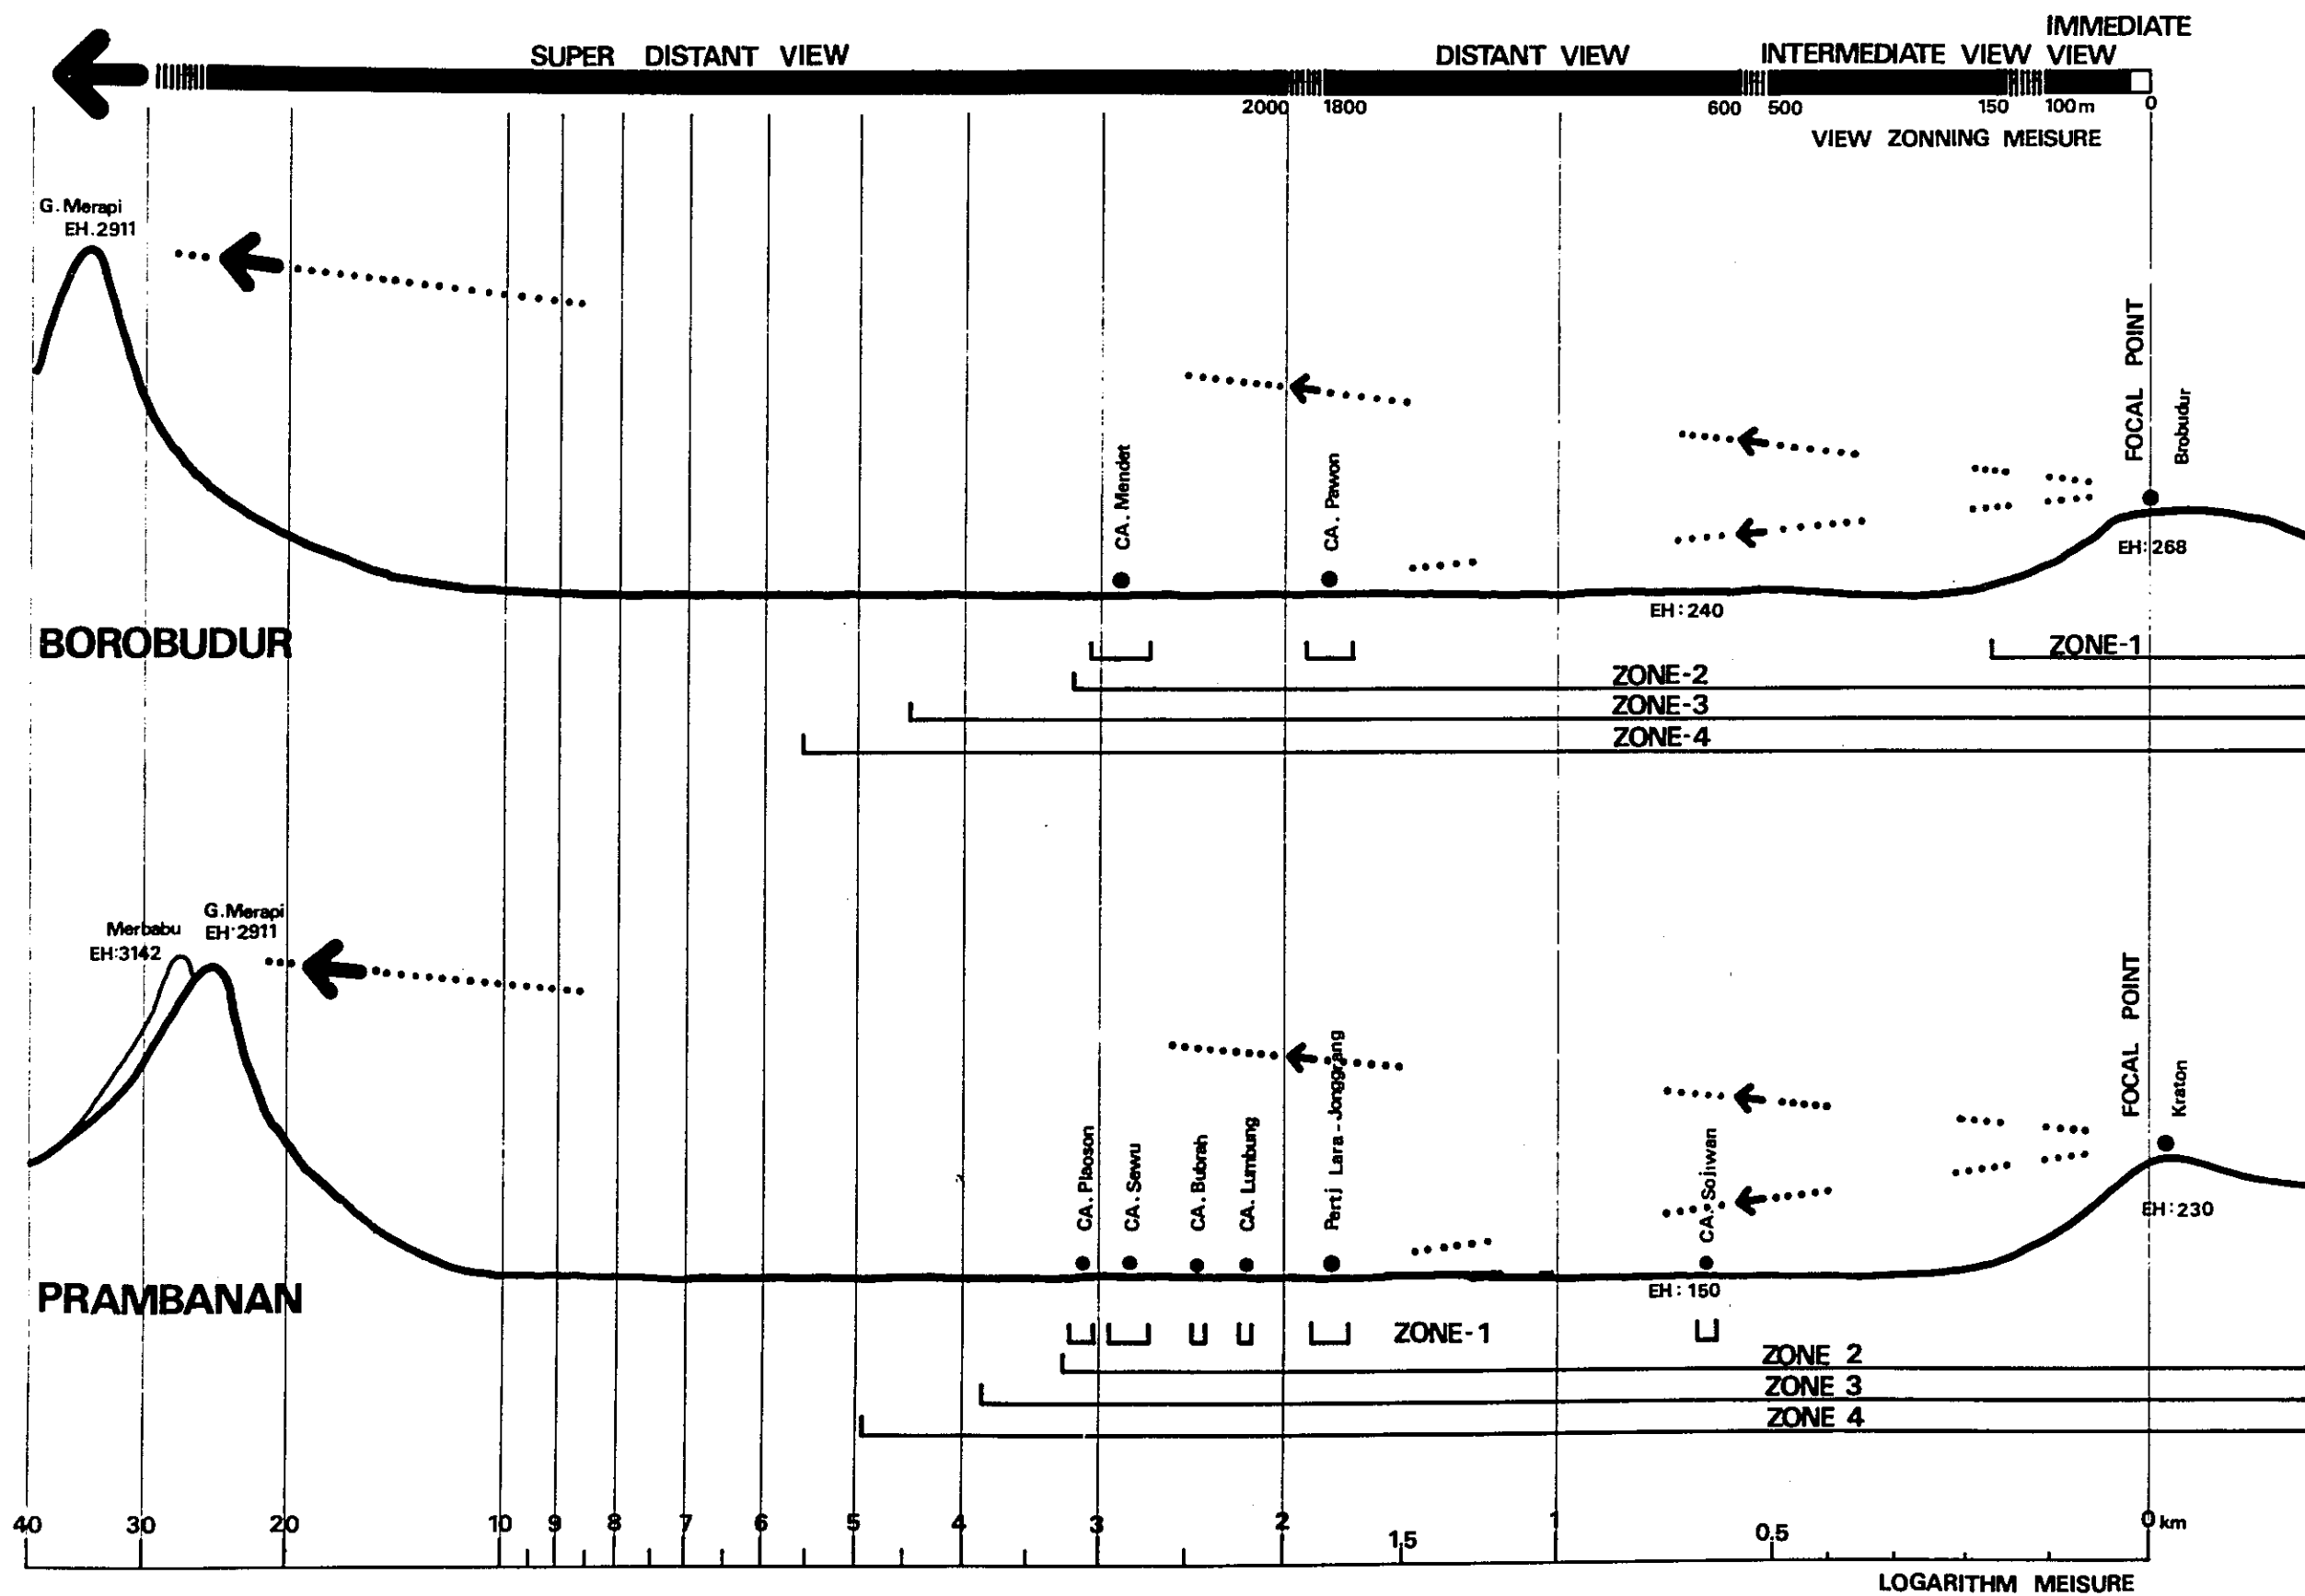 IMMEDIATE
SUPER DISTANT VIEW
DISTANT VIEW
INTERMEDIATE VIEW
VIEW
2000
1800
600
500
150
100m
0
VIEW ZONNING MEISURE
G.Merapi
EH.2911
FOCAL POINT
Brobudur
CA. Mendet
CA. Pawon
EH:268
EH:240
BOROBUDUR
ZONE-1
ZONE-2
ZONE-3
ZONE-4
G.Merapi
EH:2911
Merbabu
EH:3142
FOCAL POINT
Kraton
CA. Plaoson
CA. Sewu
CA. Bubrah
CA. Lumbung
Pertj Lara-Jonggrang
CA. Sojiwan
EH:230
EH:150
PRAMBANAN
ZONE-1
ZONE 2
ZONE 3
ZONE 4
40 30 20 10 9 8 7 6 5 4 3 2 1.5 1 0.5 0 km
LOGARITHM MEISURE